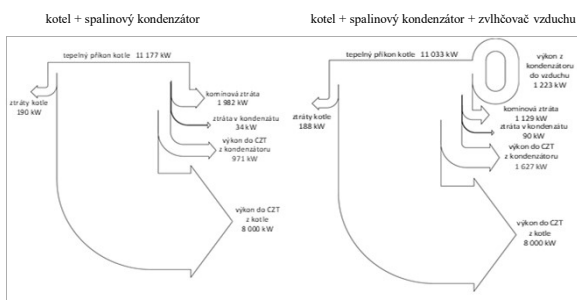 kotel + spalinový kondenzátor
tepelný příkon kotle 11 177 kW
ztráty kotle
190 kW
komínová ztráta
1 982 kW
ztráta v kondenzátu
34 kW
výkon do CZT
z kondenzátoru
971 kW
výkon do CZT
z kotle
8 000 kW
kotel + spalinový kondenzátor + zvlhčovač vzduchu
tepelný příkon kotle 11 033 kW
výkon z
kondenzátoru
do vzduchu
1 223 kW
ztráty kotle
188 kW
komínová ztráta
1 129 kW
ztráta v kondenzátu
90 kW
výkon do CZT
z kondenzátoru
1 627 kW
výkon do CZT
z kotle
8 000 kW